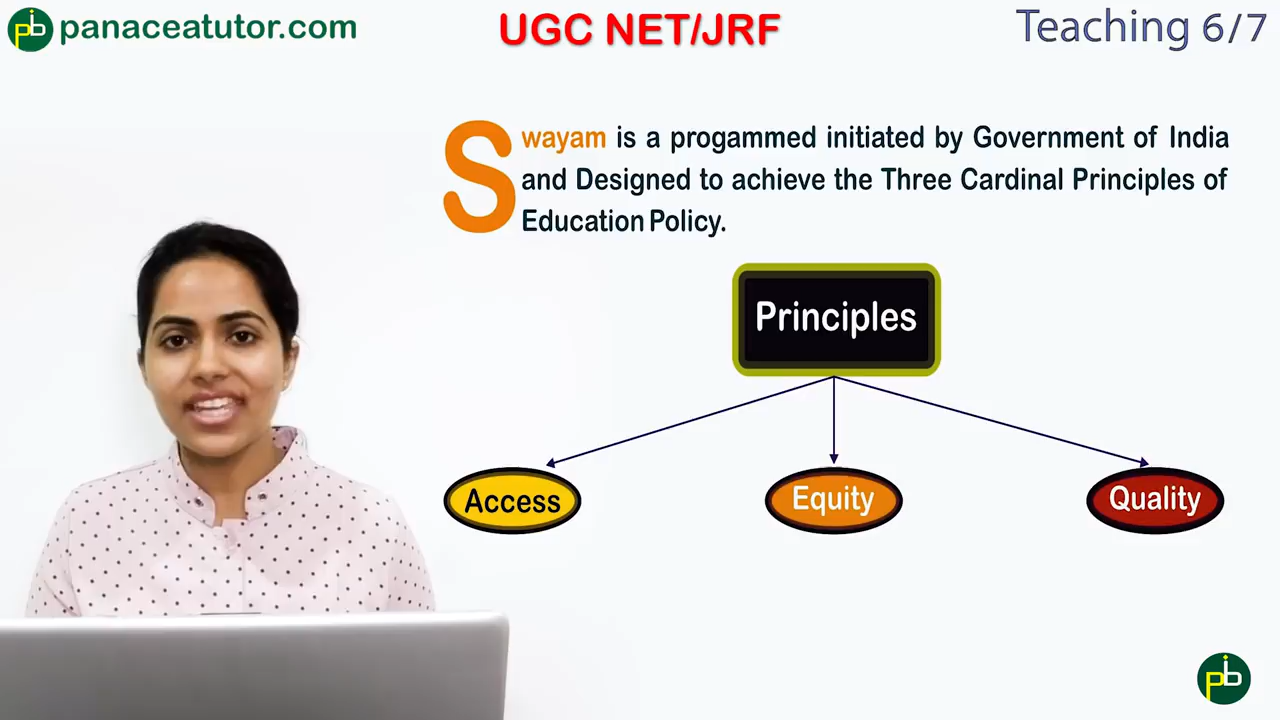 panaceatutor.com
UGC NET/JRF
Teaching 6/7
Swayam is a progammed initiated by Government of India
and Designed to achieve the Three Cardinal Principles of
Education Policy.
Principles
Access
Equity
Quality